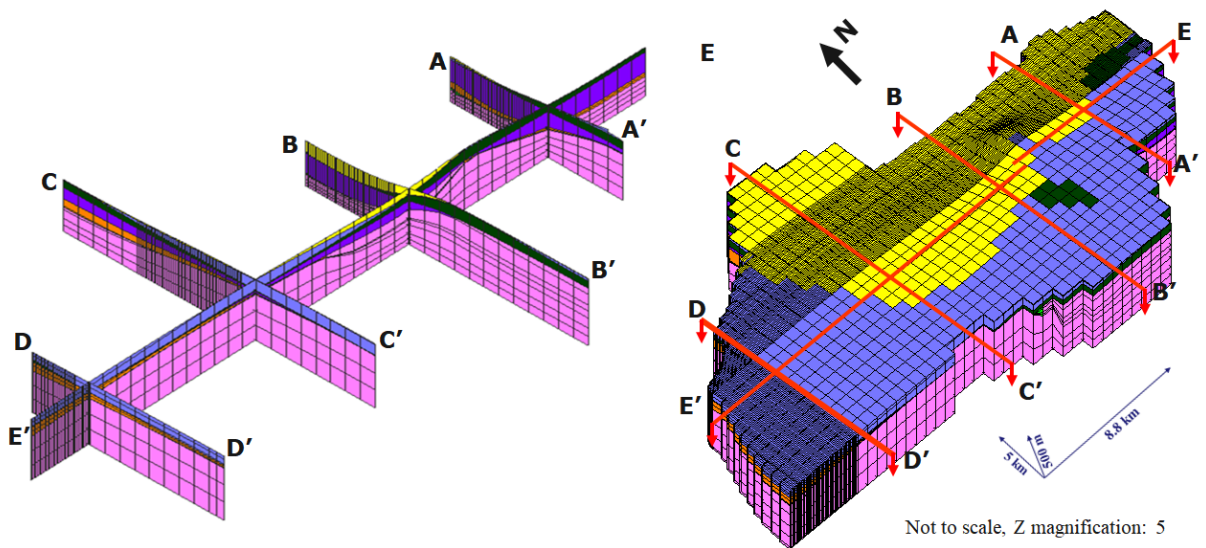 A
A'
B
B'
C
C'
D
D'
E'
E
N
A
E
B
A'
C
B'
D
C'
E'
D'
8.8 km
500 m
5 km
Not to scale, Z magnification: 5